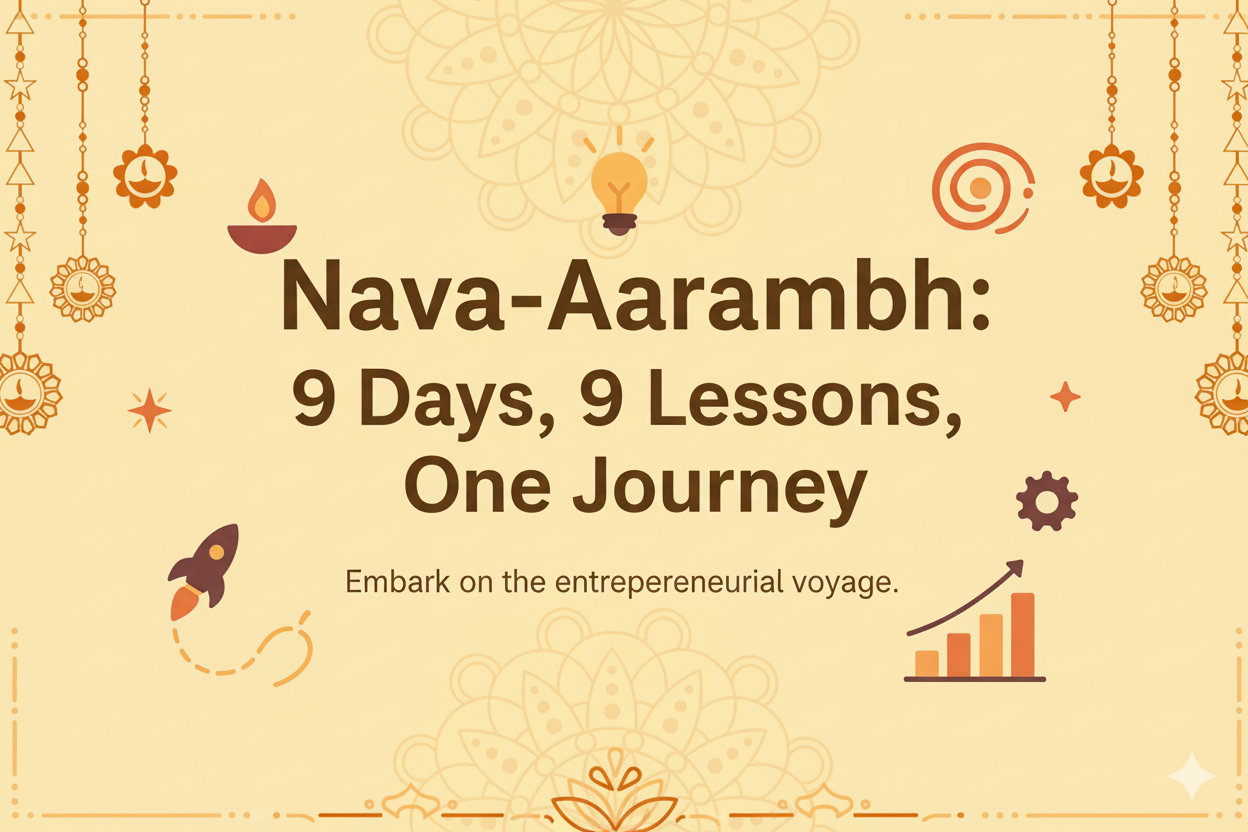 Nava-Aarambh:
9 Days, 9 Lessons,
One Journey
Embark on the entrepereneurial voyage.